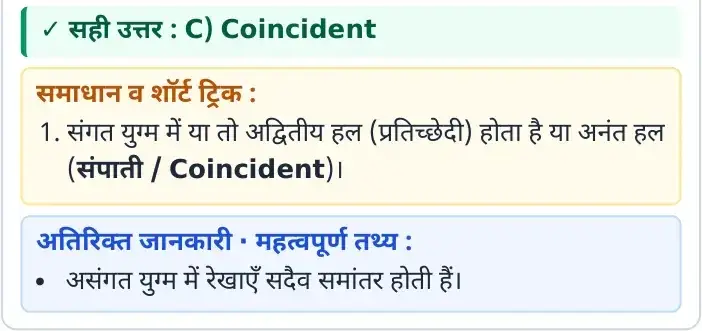 ✓ सही उत्तर : C) Coincident
समाधान व शॉर्ट ट्रिक :
1. संगत युग्म में या तो अद्वितीय हल (प्रतिच्छेदी) होता है या अनंत हल
(संपाती / Coincident)।
अतिरिक्त जानकारी · महत्वपूर्ण तथ्य :
• असंगत युग्म में रेखाएँ सदैव समांतर होती हैं।